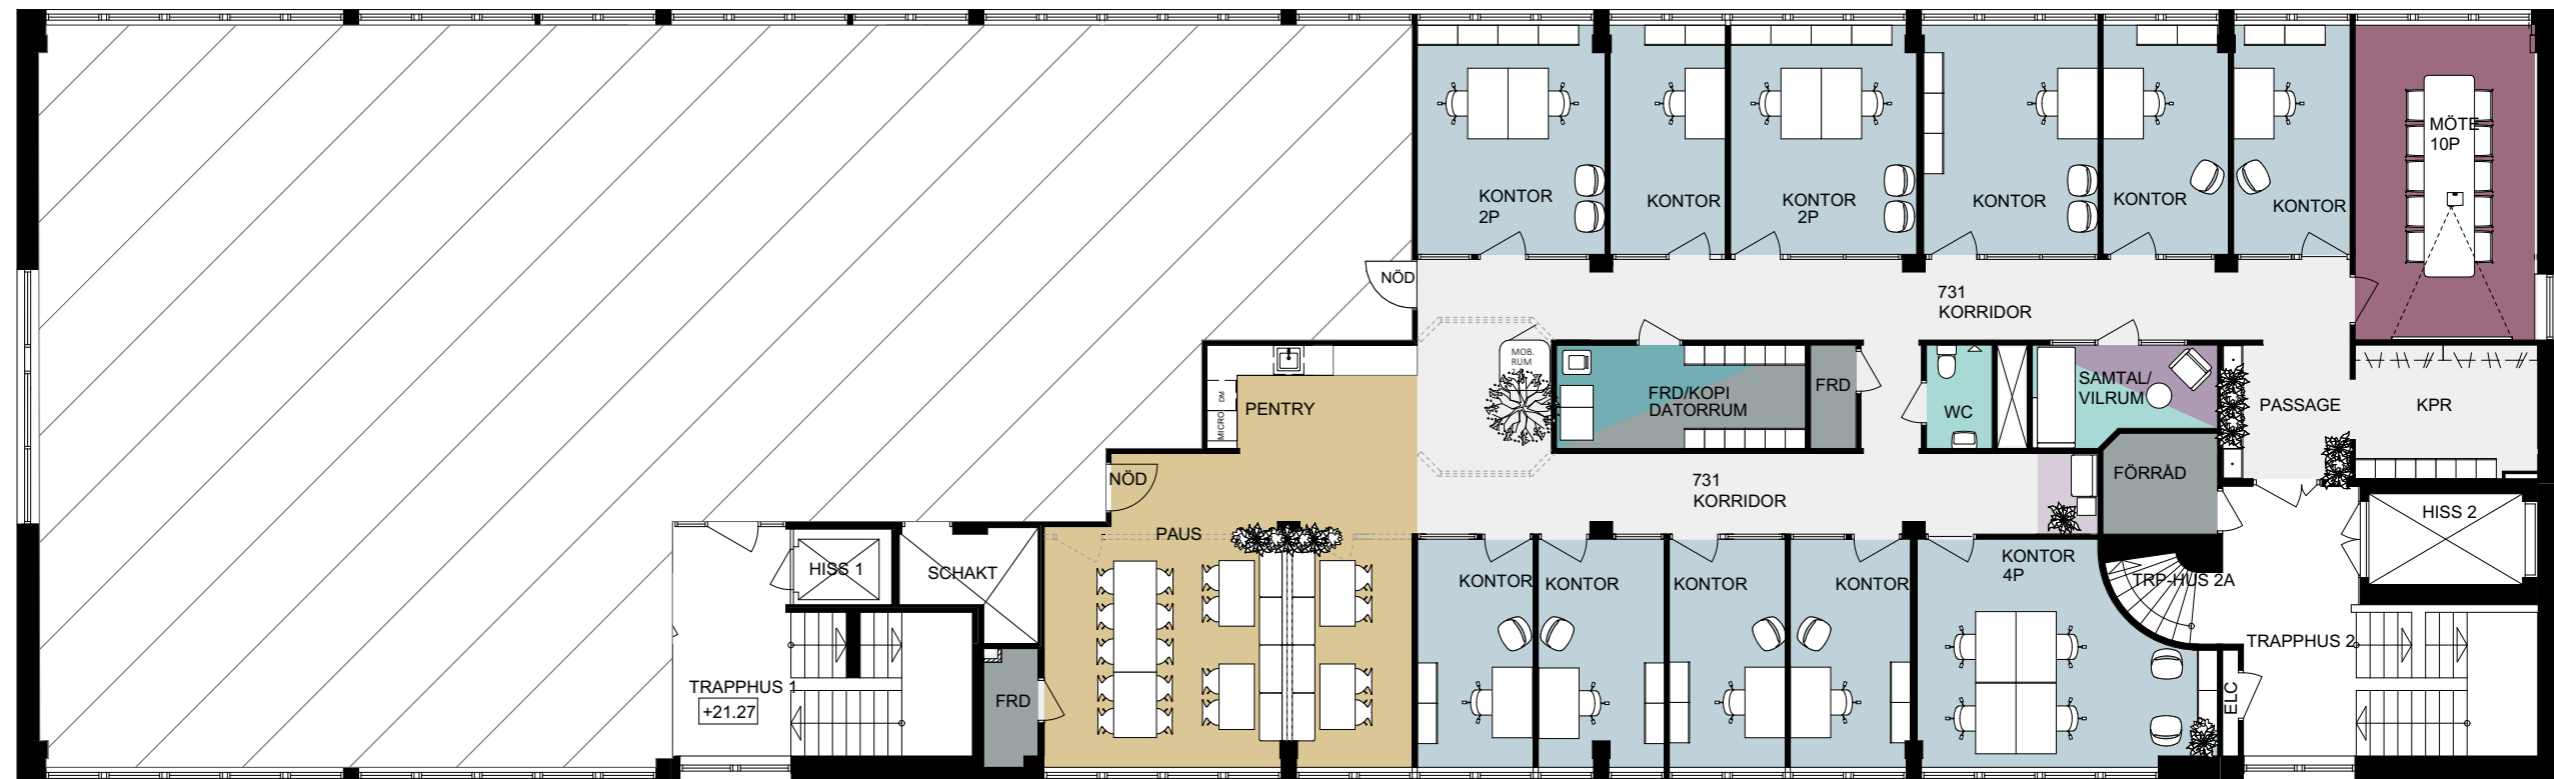 KONTOR
2P
KONTOR
KONTOR
2P
KONTOR
KONTOR
KONTOR
MÖTE
10P
NÖD
731
KORRIDOR
MOB.
RUM
PENTRY
DM
MICRO
FRD/KOPI
DATORRUM
FRD
WC
SAMTAL/
VILRUM
PASSAGE
KPR
NÖD
731
KORRIDOR
FÖRRÅD
HISS 2
PAUS
HISS 1
SCHAKT
KONTOR
KONTOR
KONTOR
KONTOR
KONTOR
4P
TRP-HUS 2A
TRAPPHUS 2
TRAPPHUS 1
+21.27
FRD
ELC